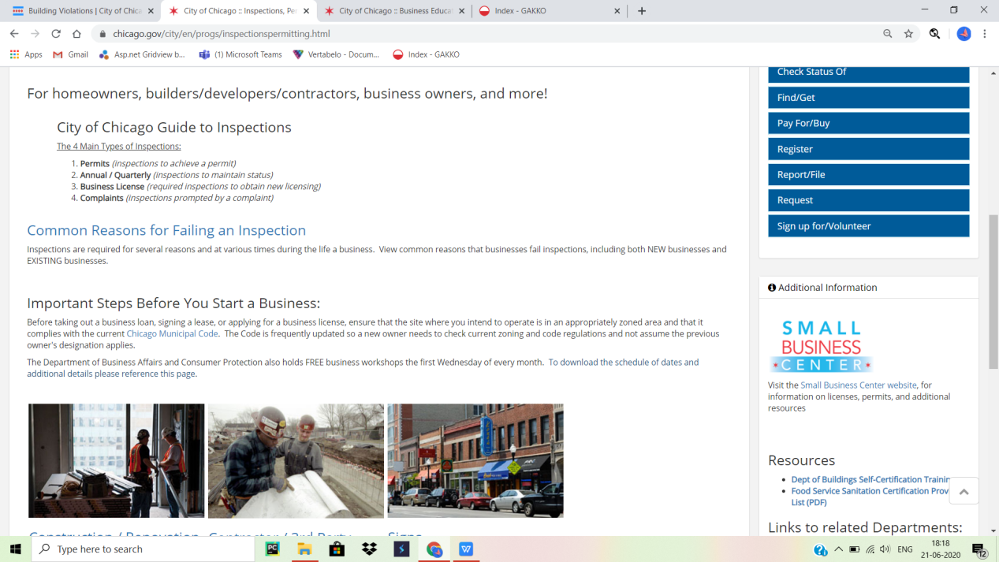 Building Violations | City of Chica
City of Chicago :: Inspections, Per
City of Chicago :: Business Educat
Index - GAKKO
chicago.gov/city/en/progs/inspectionspermitting.html
Apps
Gmail
Asp.net Gridview b...
(1) Microsoft Teams
Vertabelo - Docum...
Index - GAKKO
For homeowners, builders/developers/contractors, business owners, and more!
City of Chicago Guide to Inspections
The 4 Main Types of Inspections:
1. Permits (inspections to achieve a permit)
2. Annual / Quarterly (inspections to maintain status)
3. Business License (required inspections to obtain new licensing)
4. Complaints (inspections prompted by a complaint)
Common Reasons for Failing an Inspection
Inspections are required for several reasons and at various times during the life a business. View common reasons that businesses fail inspections, including both NEW businesses and
EXISTING businesses.
Important Steps Before You Start a Business:
Before taking out a business loan, signing a lease, or applying for a business license, ensure that the site where you intend to operate is in an appropriately zoned area and that it
complies with the current Chicago Municipal Code. The Code is frequently updated so a new owner needs to check current zoning and code regulations and not assume the previous
owner's designation applies.
The Department of Business Affairs and Consumer Protection also holds FREE business workshops the first Wednesday of every month. To download the schedule of dates and
additional details please reference this page.
Construction / Renovation
Contractor / 3rd Party
Signs
Check Status Of
Find/Get
Pay For/Buy
Register
Report/File
Request
Sign up for/Volunteer
Additional Information
SMALL
BUSINESS
CENTER
Visit the Small Business Center website, for
information on licenses, permits, and additional
resources
Resources
• Dept of Buildings Self-Certification Trainin
• Food Service Sanitation Certification Prov
List (PDF)
Links to related Departments:
Type here to search
PC
W
ENG
18:18
21-06-2020
12